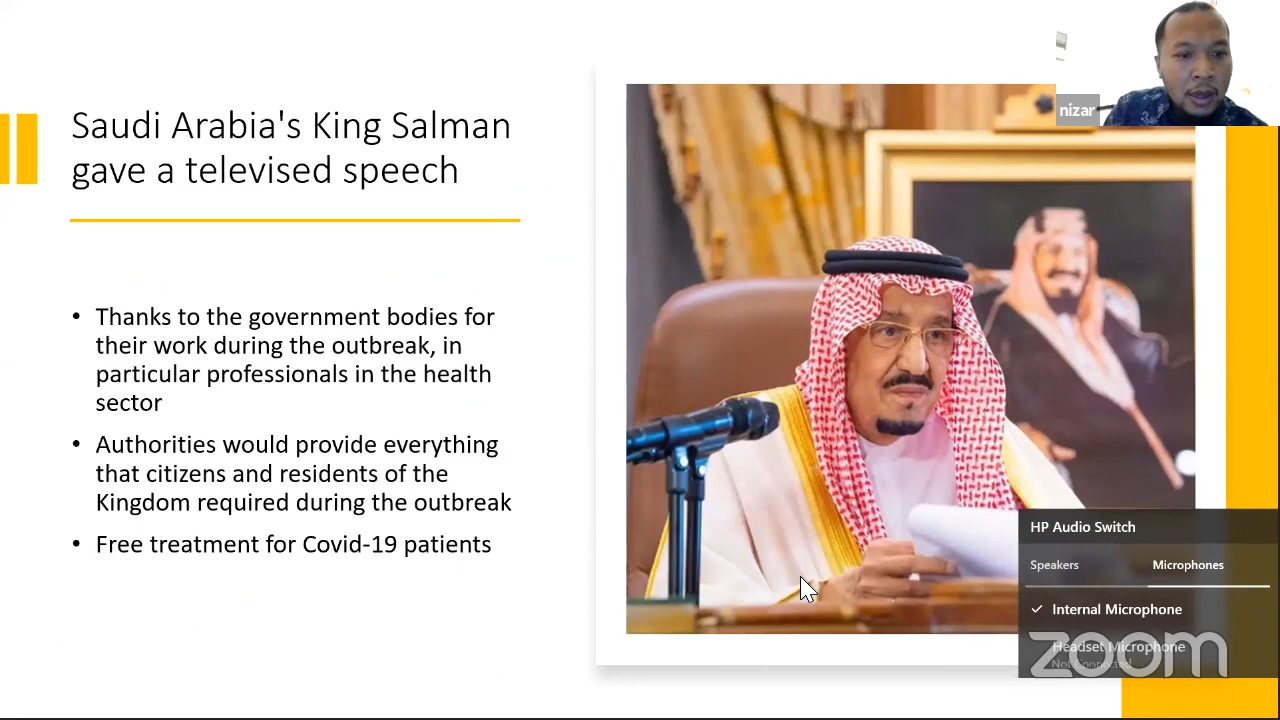 Saudi Arabia's King Salman
gave a televised speech
• Thanks to the government bodies for
their work during the outbreak, in
particular professionals in the health
sector
• Authorities would provide everything
that citizens and residents of the
Kingdom required during the outbreak
• Free treatment for Covid-19 patients
nizar
HP Audio Switch
Speakers Microphones
Internal Microphone
Headset Microphone
Not Connected
zoom